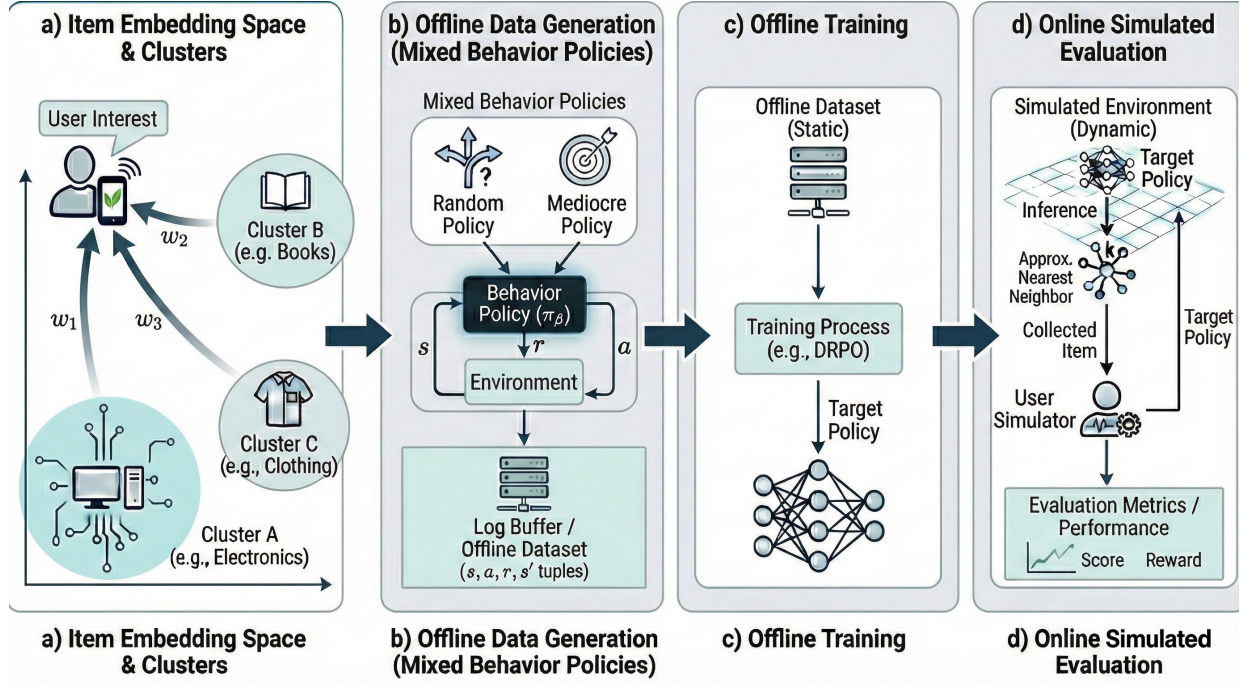 a) Item Embedding Space
& Clusters
User Interest
Cluster B
(e.g. Books)
w₂
w₁
w₃
Cluster C
(e.g., Clothing)
Cluster A
(e.g., Electronics)
b) Offline Data Generation
(Mixed Behavior Policies)
Mixed Behavior Policies
?
Random
Policy
Mediocre
Policy
Behavior
Policy (π_β)
s
r
a
Environment
Log Buffer /
Offline Dataset
(s, a, r, s′ tuples)
c) Offline Training
Offline Dataset
(Static)
Training Process
(e.g., DRPO)
Target
Policy
d) Online Simulated
Evaluation
Simulated Environment
(Dynamic)
Target
Policy
Inference
k
Approx.
Nearest
Neighbor
Collected
Item
Target
Policy
User
Simulator
Evaluation Metrics /
Performance
Score Reward
a) Item Embedding Space
& Clusters
b) Offline Data Generation
(Mixed Behavior Policies)
c) Offline Training
d) Online Simulated
Evaluation